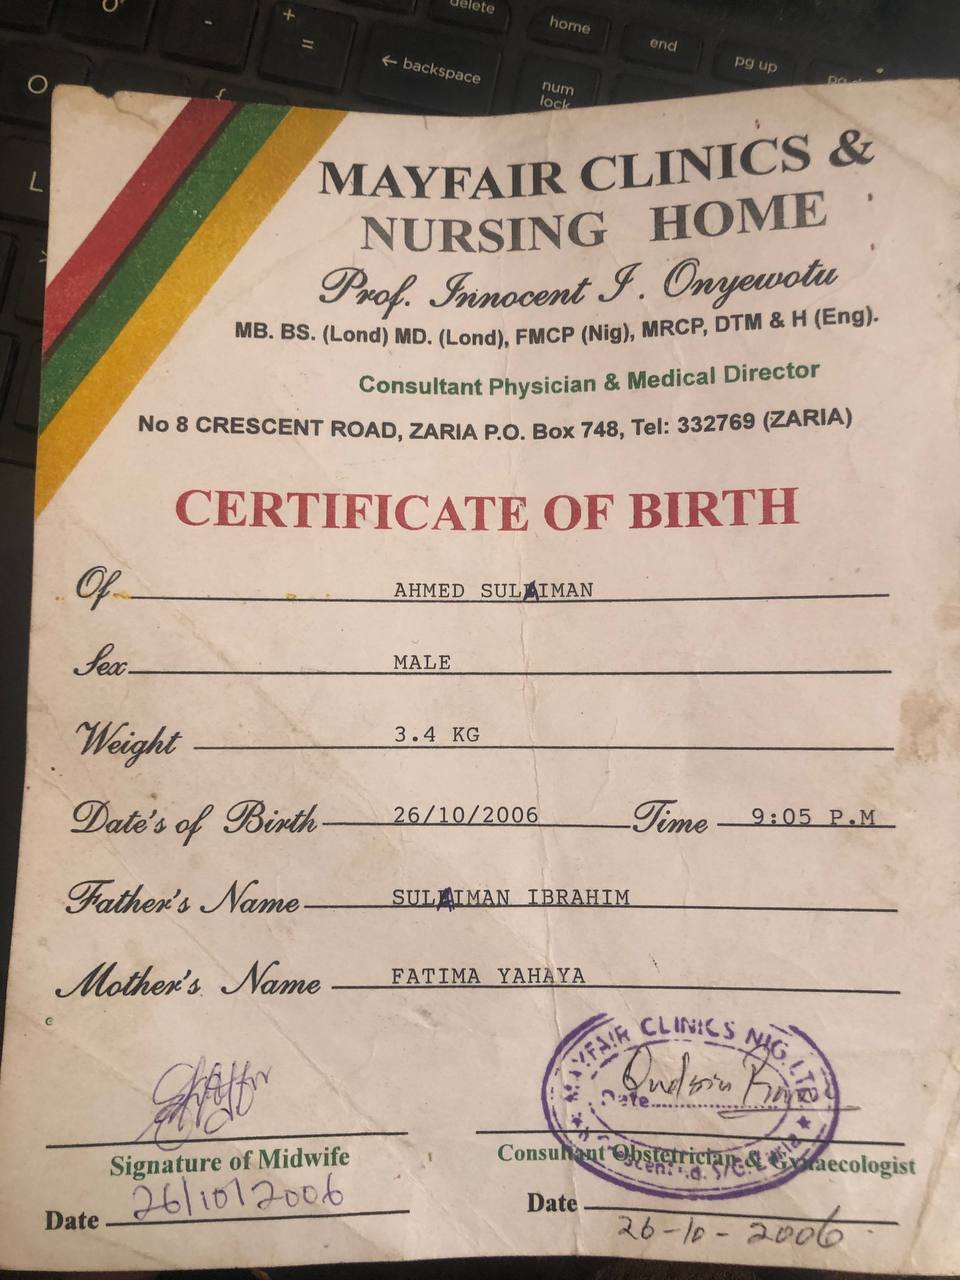 delete
home
end
pg up
- + =
← backspace
num
lock
O
{
L
MAYFAIR CLINICS &
NURSING HOME
Prof. Innocent I. Onyewotu
MB. BS. (Lond) MD. (Lond), FMCP (Nig), MRCP, DTM & H (Eng).
Consultant Physician & Medical Director
No 8 CRESCENT ROAD, ZARIA P.O. Box 748, Tel: 332769 (ZARIA)
CERTIFICATE OF BIRTH
Of AHMED SULAIMAN
Sex MALE
Weight 3.4 KG
Date's of Birth 26/10/2006 Time 9:05 P.M
Father's Name SULAIMAN IBRAHIM
Mother's Name FATIMA YAHAYA
MAYFAIR CLINICS NIG. LTD
Date
Signature of Midwife
Consultant Obstetrician & Gynaecologist
Date 26/10/2006
Date 26-10-2006